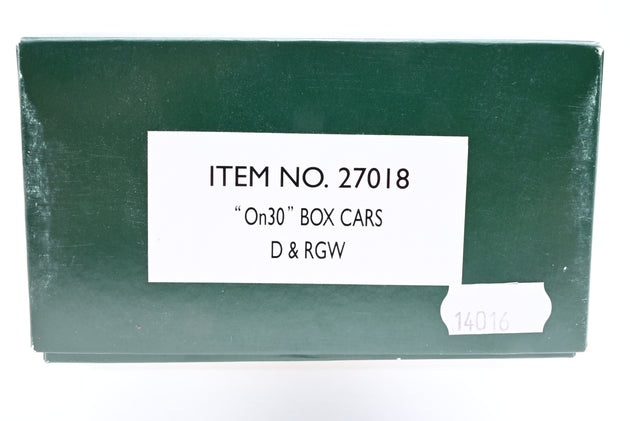 ITEM NO. 27018
"On30" BOX CARS
D & RGW
14016